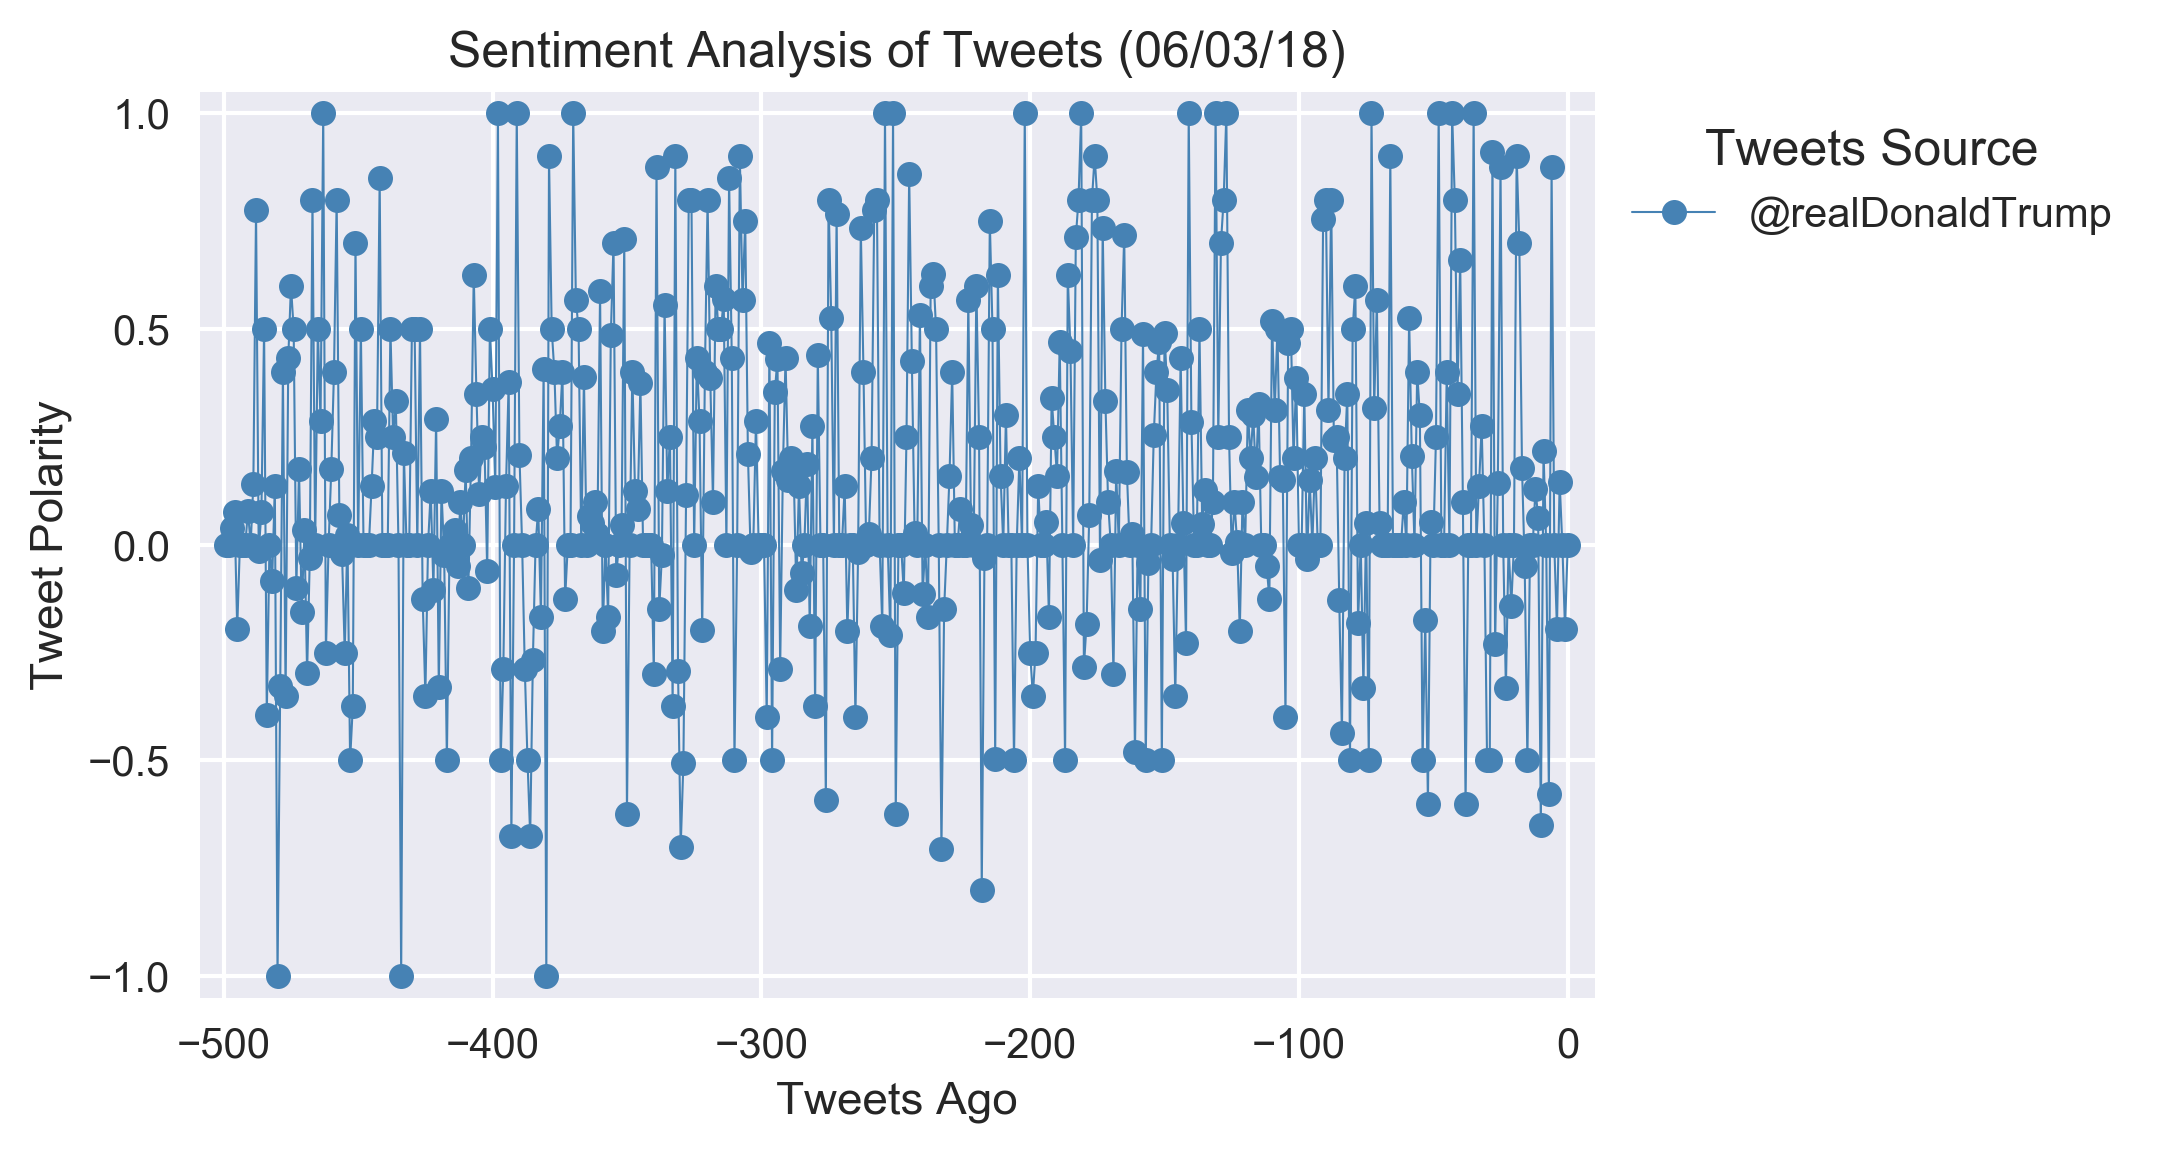 Sentiment Analysis of Tweets (06/03/18)
Tweets Source
@realDonaldTrump
Tweet Polarity
1.0
0.5
0.0
−0.5
−1.0
−500 −400 −300 −200 −100 0
Tweets Ago